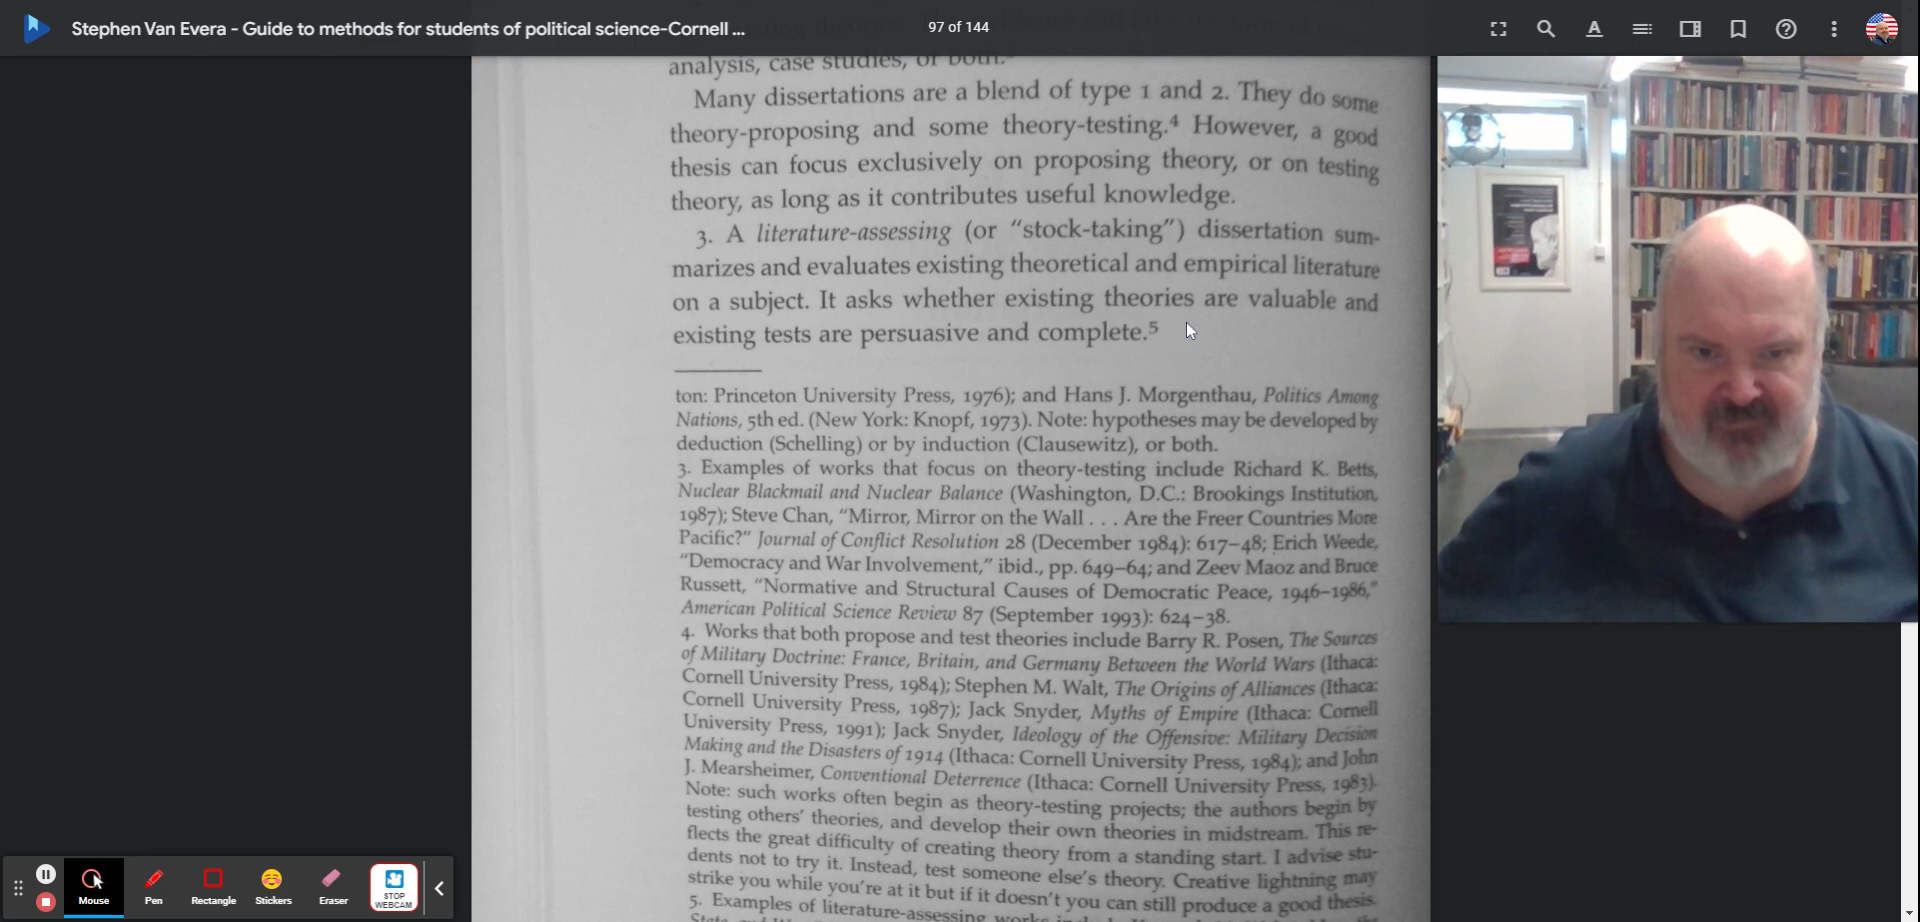 Stephen Van Evera - Guide to methods for students of political science-Cornell ...
97 of 144
analysis, case studies, or both.
Many dissertations are a blend of type 1 and 2. They do some
theory-proposing and some theory-testing.4 However, a good
thesis can focus exclusively on proposing theory, or on testing
theory, as long as it contributes useful knowledge.
3. A literature-assessing (or “stock-taking”) dissertation sum-
marizes and evaluates existing theoretical and empirical literature
on a subject. It asks whether existing theories are valuable and
existing tests are persuasive and complete.5
ton: Princeton University Press, 1976); and Hans J. Morgenthau, Politics Among
Nations, 5th ed. (New York: Knopf, 1973). Note: hypotheses may be developed by
deduction (Schelling) or by induction (Clausewitz), or both.
3. Examples of works that focus on theory-testing include Richard K. Betts,
Nuclear Blackmail and Nuclear Balance (Washington, D.C.: Brookings Institution,
1987); Steve Chan, “Mirror, Mirror on the Wall . . . Are the Freer Countries More
Pacific?” Journal of Conflict Resolution 28 (December 1984): 617–48; Erich Weede,
“Democracy and War Involvement,” ibid., pp. 649–64; and Zeev Maoz and Bruce
Russett, “Normative and Structural Causes of Democratic Peace, 1946–1986,”
American Political Science Review 87 (September 1993): 624–38.
4. Works that both propose and test theories include Barry R. Posen, The Sources
of Military Doctrine: France, Britain, and Germany Between the World Wars (Ithaca:
Cornell University Press, 1984); Stephen M. Walt, The Origins of Alliances (Ithaca:
Cornell University Press, 1987); Jack Snyder, Myths of Empire (Ithaca: Cornell
University Press, 1991); Jack Snyder, Ideology of the Offensive: Military Decision
Making and the Disasters of 1914 (Ithaca: Cornell University Press, 1984); and John
J. Mearsheimer, Conventional Deterrence (Ithaca: Cornell University Press, 1983).
Note: such works often begin as theory-testing projects; the authors begin by
testing others’ theories, and develop their own theories in midstream. This re-
flects the great difficulty of creating theory from a standing start. I advise stu-
dents not to try it. Instead, test someone else’s theory. Creative lightning may
strike you while you’re at it but if it doesn’t you can still produce a good thesis.
5. Examples of literature-assessing works
Mouse
Pen
Rectangle
Stickers
Eraser
STOP
WEBCAM